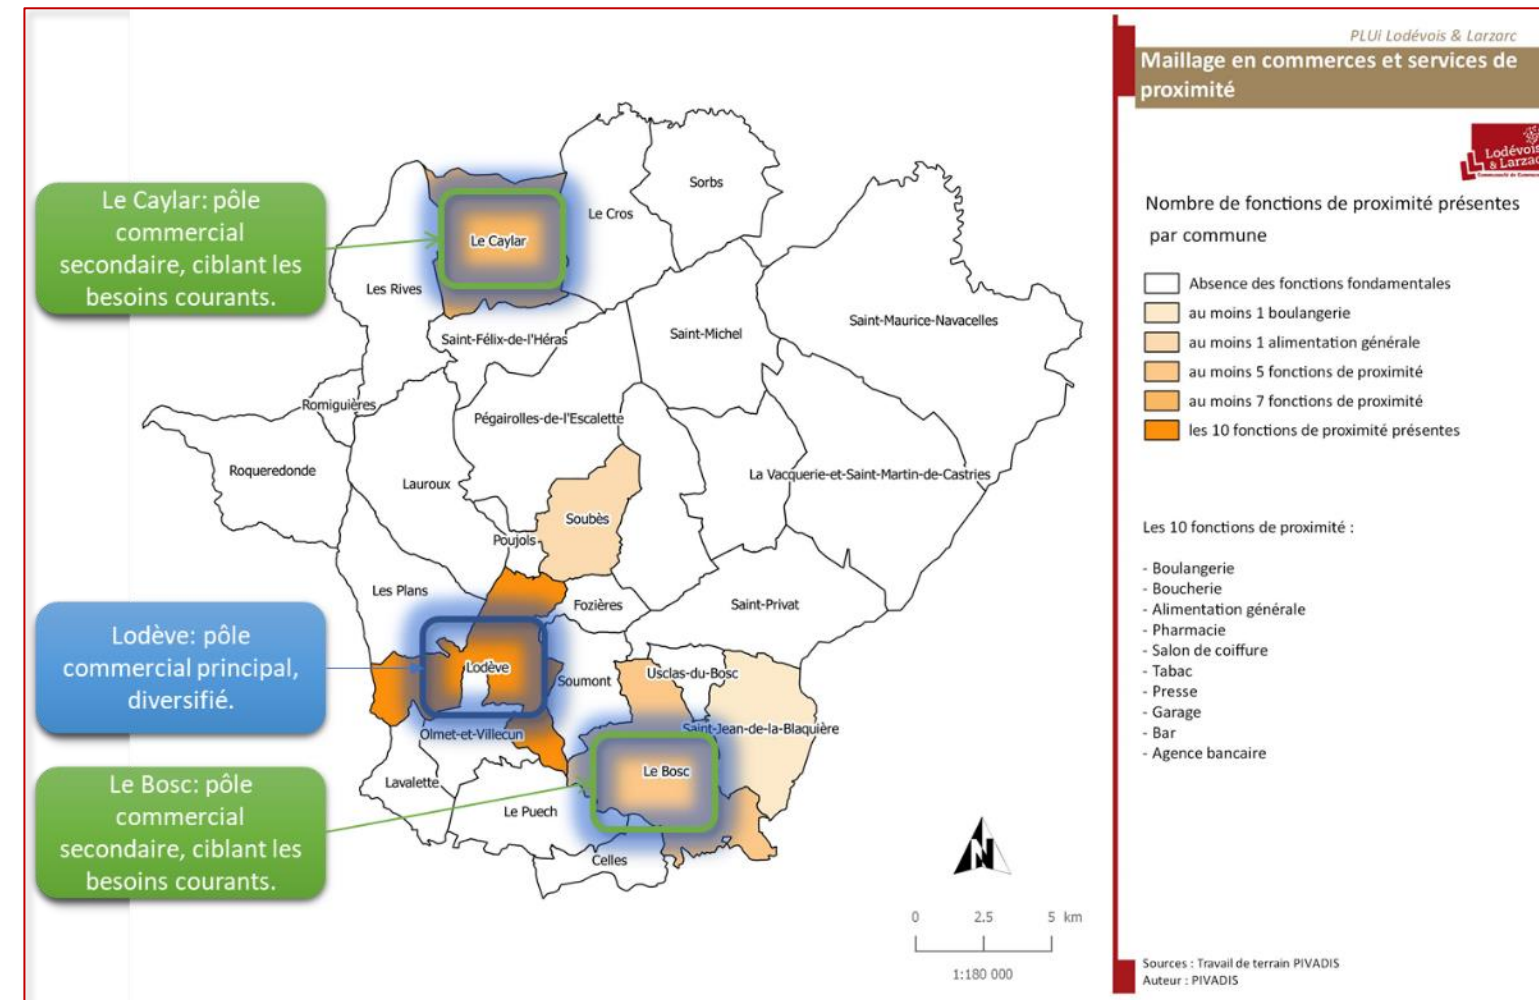 PLUi Lodévois & Larzarc
Maillage en commerces et services de
proximité
Lodévois
& Larzac
Nombre de fonctions de proximité présentes
par commune
Absence des fonctions fondamentales
au moins 1 boulangerie
au moins 1 alimentation générale
au moins 5 fonctions de proximité
au moins 7 fonctions de proximité
les 10 fonctions de proximité présentes
Les 10 fonctions de proximité :
- Boulangerie
- Boucherie
- Alimentation générale
- Pharmacie
- Salon de coiffure
- Tabac
- Presse
- Garage
- Bar
- Agence bancaire
Sources : Travail de terrain PIVADIS
Auteur : PIVADIS
Le Caylar: pôle
commercial
secondaire, ciblant les
besoins courants.
Lodève: pôle
commercial principal,
diversifié.
Le Bosc: pôle
commercial
secondaire, ciblant les
besoins courants.
Sorbs
Le Cros
Le Caylar
Les Rives
Saint-Félix-de-l'Héras
Saint-Michel
Saint-Maurice-Navacelles
Romiguières
Pégairolles-de-l'Escalette
Roqueredonde
Lauroux
La Vacquerie-et-Saint-Martin-de-Castries
Soubès
Poujols
Les Plans
Fozières
Saint-Privat
Lodève
Soumont
Usclas-du-Bosc
Saint-Jean-de-la-Blaquière
Olmet-et-Villecun
Le Bosc
Lavalette
Le Puech
Celles
N
0 2.5 5 km
1:180 000